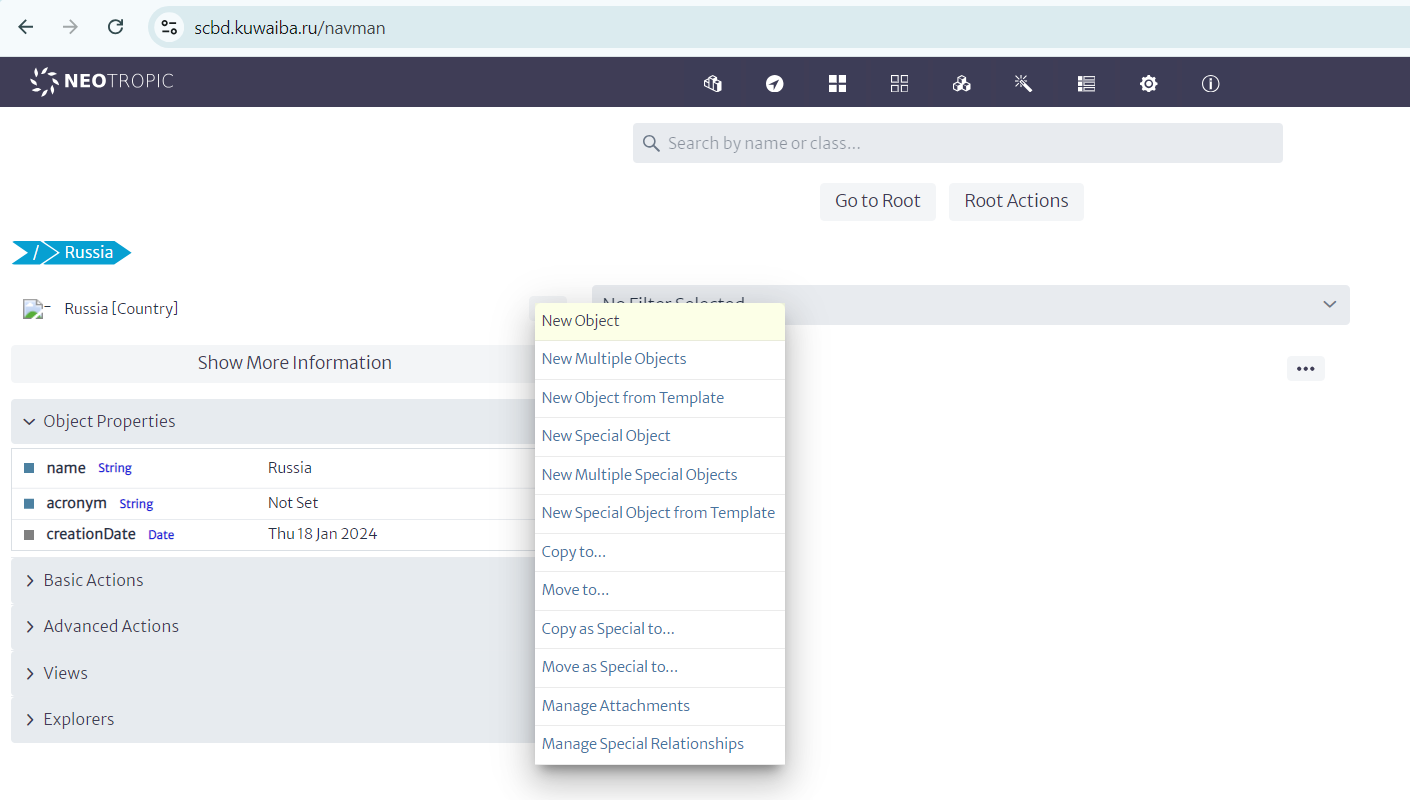 scbd.kuwaiba.ru/navman
NEOTROPIC
Search by name or class...
Go to Root Root Actions
/ Russia
Russia [Country]
No Filter Selected
Show More Information
Object Properties
name String Russia
acronym String Not Set
creationDate Date Thu 18 Jan 2024
Basic Actions
Advanced Actions
Views
Explorers
New Object
New Multiple Objects
New Object from Template
New Special Object
New Multiple Special Objects
New Special Object from Template
Copy to...
Move to...
Copy as Special to...
Move as Special to...
Manage Attachments
Manage Special Relationships